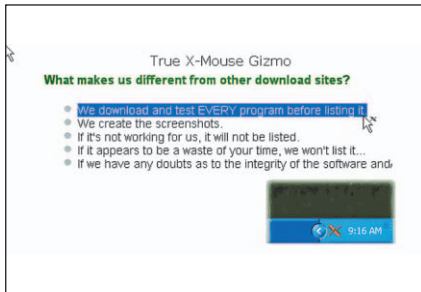 True X-Mouse Gizmo
What makes us different from other download sites?
We download and test EVERY program before listing it.
We create the screenshots.
If it's not working for us, it will not be listed.
If it appears to be a waste of your time, we won't list it...
If we have any doubts as to the integrity of the software and
9:16 AM